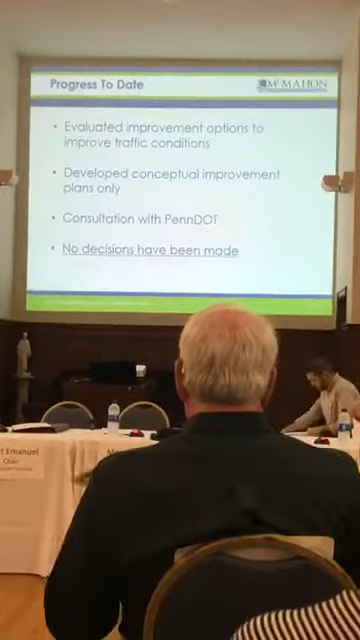 Progress To Date
McMAHON
• Evaluated improvement options to
improve traffic conditions
• Developed conceptual improvement
plans only
• Consultation with PennDOT
• No decisions have been made
t Emanuel
Chair